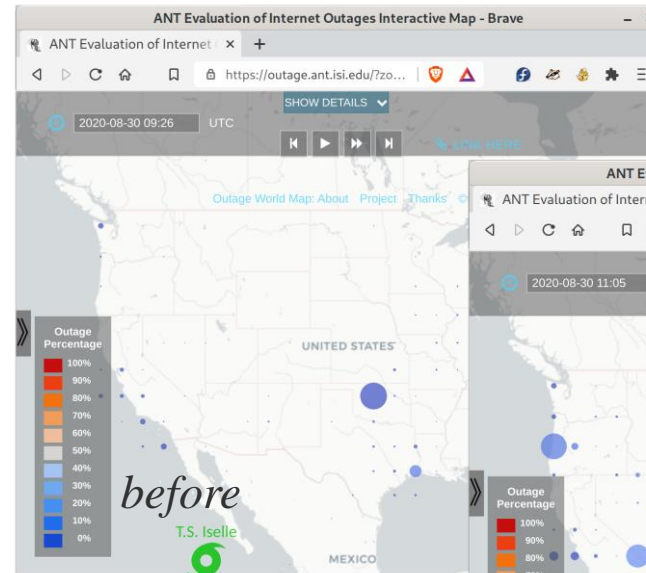 ANT Evaluation of Internet Outages Interactive Map - Brave
ANT Evaluation of Internet
https://outage.ant.isi.edu/?zo...
SHOW DETAILS
2020-08-30 09:26 UTC
LINK HERE
Outage World Map: About Project Thanks ©
Outage
Percentage
100%
90%
80%
70%
60%
50%
40%
30%
20%
10%
0%
UNITED STATES
before
T.S. Iselle
MEXICO
ANT E
ANT Evaluation of Inter
2020-08-30 11:05
Outage
Percentage
100%
90%
80%